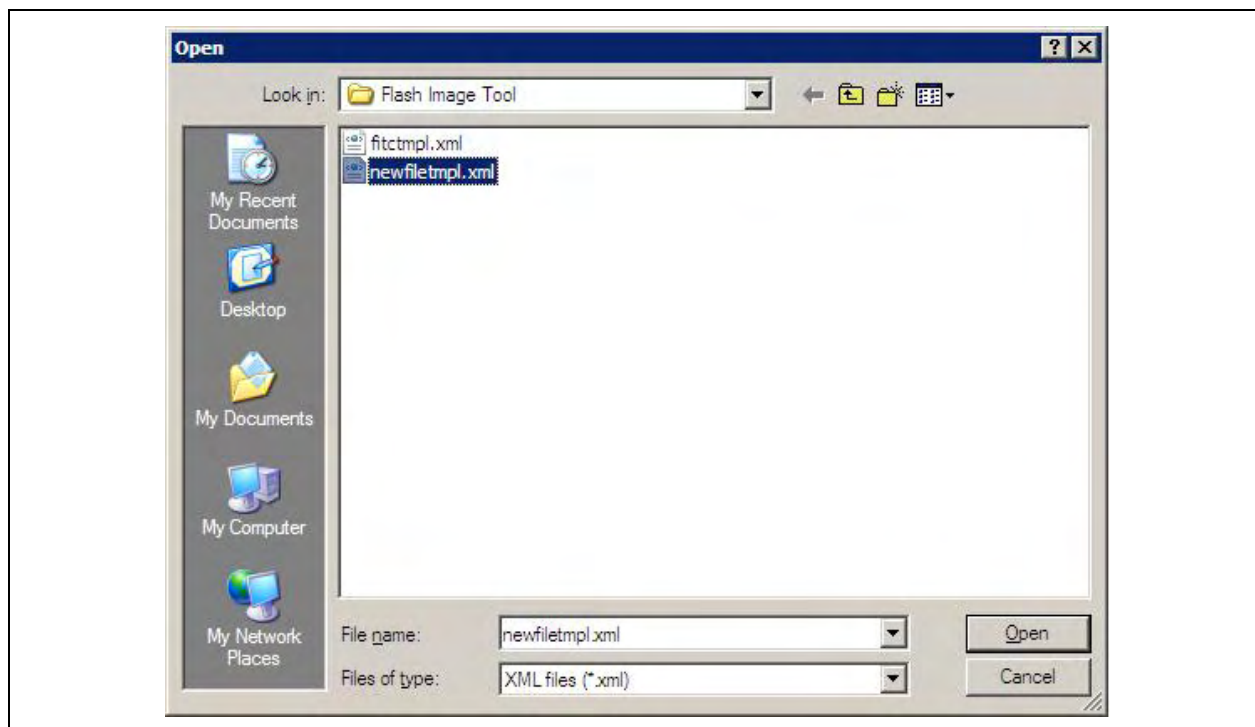 Open
Look in:
Flash Image Tool
fitctmpl.xml
newfiletmpl.xml
My Recent
Documents
Desktop
My Documents
My Computer
My Network
Places
File name:
newfiletmpl.xml
Open
Files of type:
XML files (*.xml)
Cancel